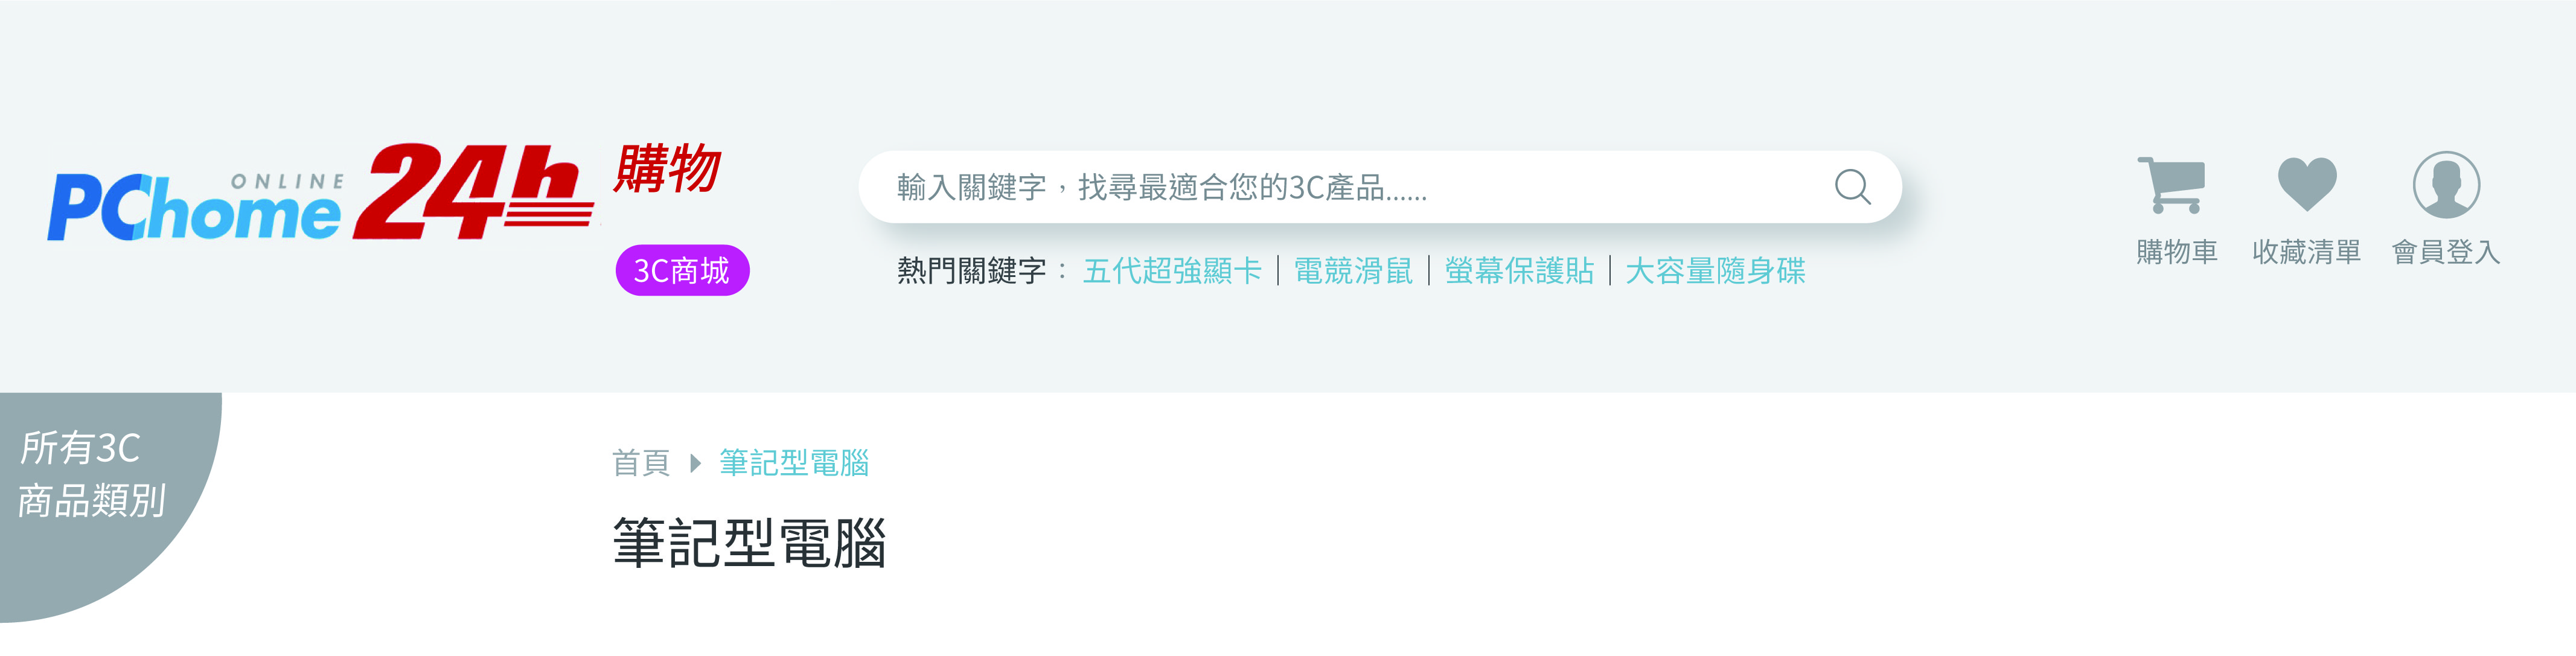 PChome ONLINE 24h 購物
3C商城
輸入關鍵字，找尋最適合您的3C產品......
熱門關鍵字： 五代超強顯卡 | 電競滑鼠 | 螢幕保護貼 | 大容量隨身碟
購物車 收藏清單 會員登入
所有3C
商品類別
首頁 筆記型電腦
筆記型電腦